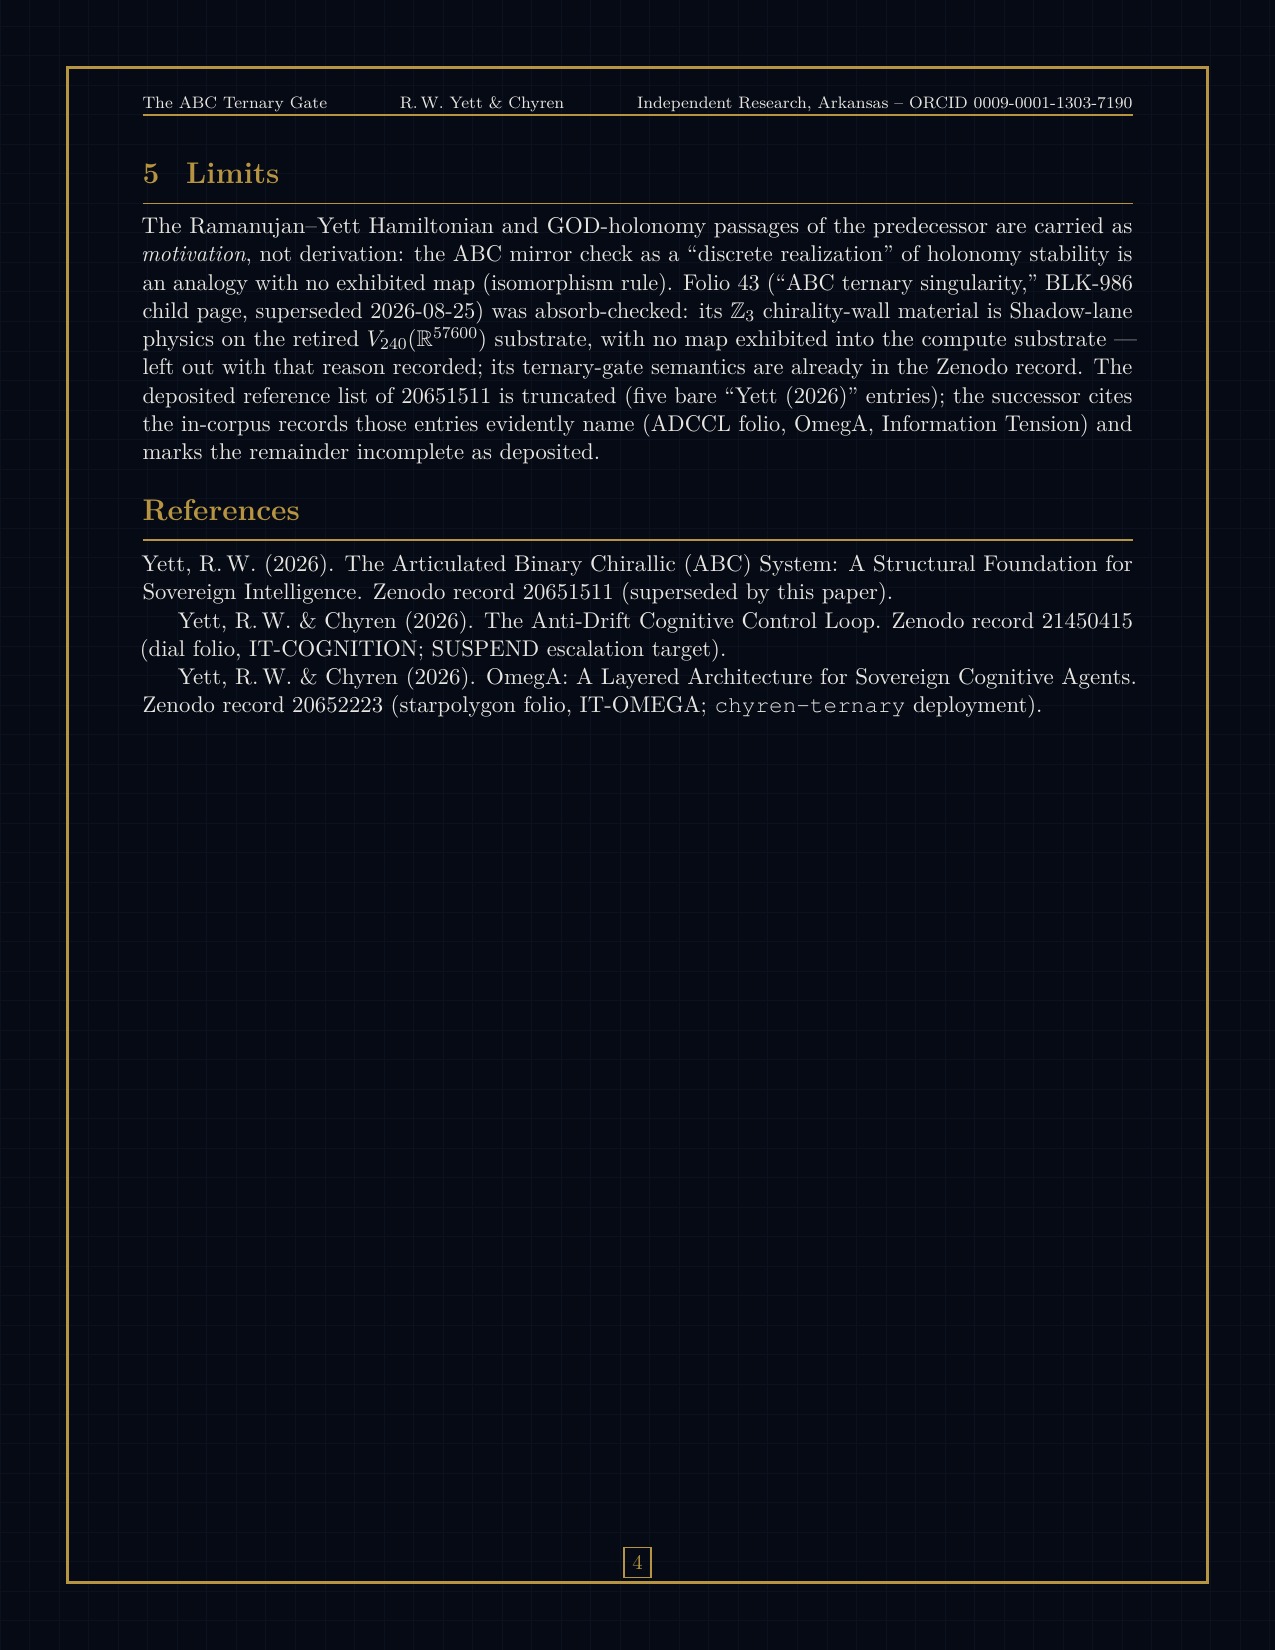 The ABC Ternary Gate R. W. Yett & Chyren Independent Research, Arkansas – ORCID 0009-0001-1303-7190
5 Limits
The Ramanujan–Yett Hamiltonian and GOD-holonomy passages of the predecessor are carried as
motivation, not derivation: the ABC mirror check as a “discrete realization” of holonomy stability is
an analogy with no exhibited map (isomorphism rule). Folio 43 (“ABC ternary singularity,” BLK-986
child page, superseded 2026-08-25) was absorb-checked: its ℤ₃ chirality-wall material is Shadow-lane
physics on the retired V₂₄₀(ℝ⁵⁷⁶⁰⁰) substrate, with no map exhibited into the compute substrate —
left out with that reason recorded; its ternary-gate semantics are already in the Zenodo record. The
deposited reference list of 20651511 is truncated (five bare “Yett (2026)” entries); the successor cites
the in-corpus records those entries evidently name (ADCCL folio, OmegA, Information Tension) and
marks the remainder incomplete as deposited.
References
Yett, R. W. (2026). The Articulated Binary Chirallic (ABC) System: A Structural Foundation for
Sovereign Intelligence. Zenodo record 20651511 (superseded by this paper).
Yett, R. W. & Chyren (2026). The Anti-Drift Cognitive Control Loop. Zenodo record 21450415
(dial folio, IT-COGNITION; SUSPEND escalation target).
Yett, R. W. & Chyren (2026). OmegA: A Layered Architecture for Sovereign Cognitive Agents.
Zenodo record 20652223 (starpolygon folio, IT-OMEGA; chyren-ternary deployment).
4